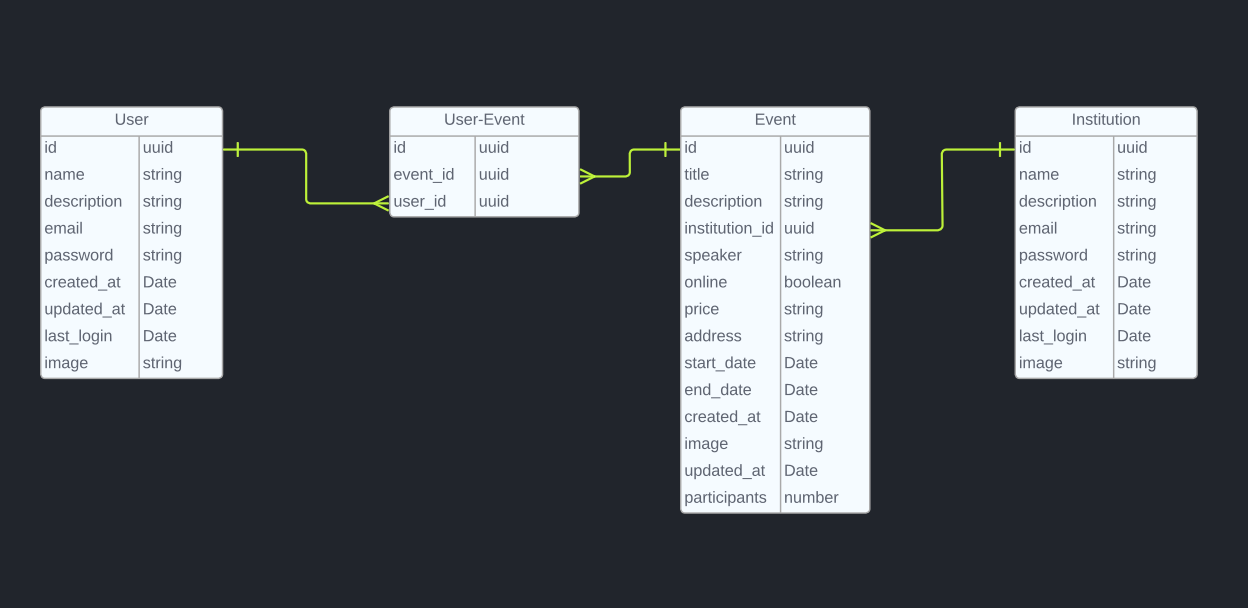 User
id uuid
name string
description string
email string
password string
created_at Date
updated_at Date
last_login Date
image string
User-Event
id uuid
event_id uuid
user_id uuid
Event
id uuid
title string
description string
institution_id uuid
speaker string
online boolean
price string
address string
start_date Date
end_date Date
created_at Date
image string
updated_at Date
participants number
Institution
id uuid
name string
description string
email string
password string
created_at Date
updated_at Date
last_login Date
image string